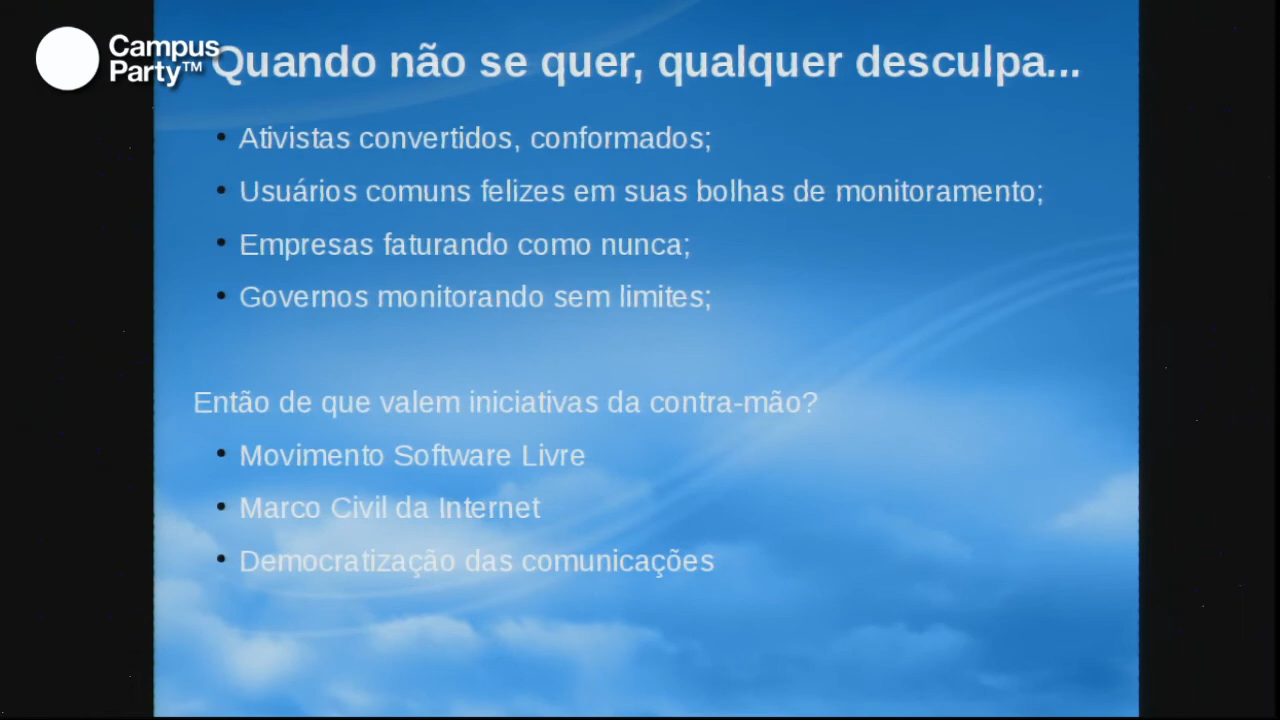 Campus
Party™
Quando não se quer, qualquer desculpa...
• Ativistas convertidos, conformados;
• Usuários comuns felizes em suas bolhas de monitoramento;
• Empresas faturando como nunca;
• Governos monitorando sem limites;
Então de que valem iniciativas da contra-mão?
• Movimento Software Livre
• Marco Civil da Internet
• Democratização das comunicações